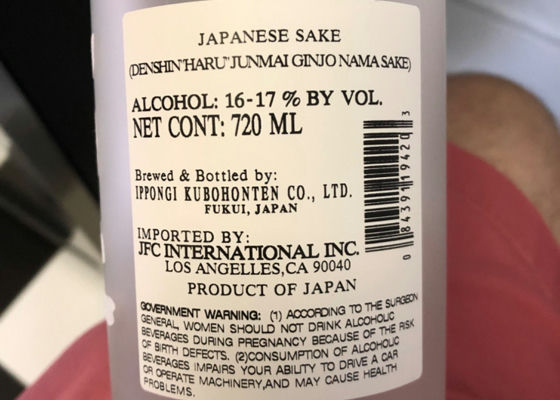 JAPANESE SAKE
(DENSHIN"HARU"JUNMAI GINJO NAMA SAKE)
ALCOHOL: 16-17 % BY VOL.
NET CONT: 720 ML
Brewed & Bottled by:
IPPONGI KUBOHONTEN CO., LTD.
FUKUI, JAPAN
IMPORTED BY:
JFC INTERNATIONAL INC.
LOS ANGELLES,CA 90040
PRODUCT OF JAPAN
GOVERNMENT WARNING: (1) ACCORDING TO THE SURGEON
GENERAL, WOMEN SHOULD NOT DRINK ALCOHOLIC
BEVERAGES DURING PREGNANCY BECAUSE OF THE RISK
OF BIRTH DEFECTS. (2)CONSUMPTION OF ALCOHOLIC
BEVERAGES IMPAIRS YOUR ABILITY TO DRIVE A CAR
OR OPERATE MACHINERY,AND MAY CAUSE HEALTH
PROBLEMS.
0 84391 19420 3